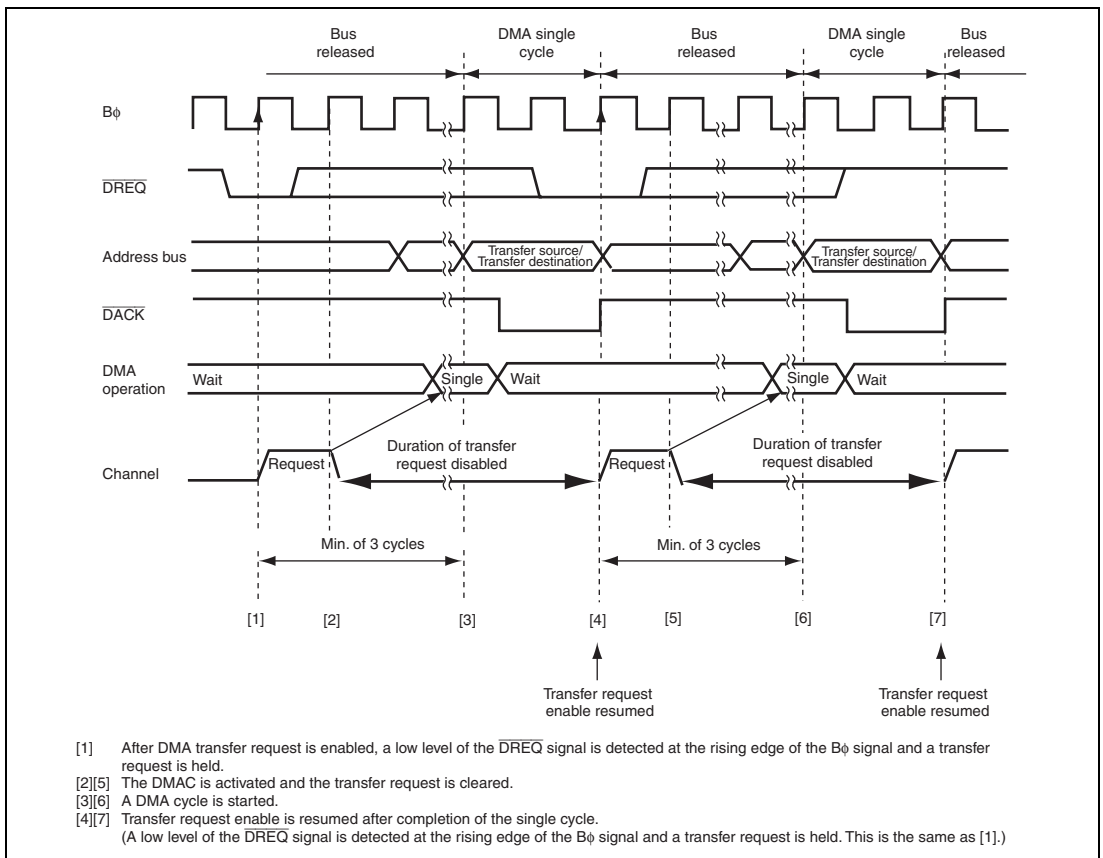 Bus
released
DMA single
cycle
Bus
released
DMA single
cycle
Bus
released
Bφ
DREQ
Address bus
Transfer source/
Transfer destination
Transfer source/
Transfer destination
DACK
DMA
operation
Wait
Single
Wait
Single
Wait
Channel
Request
Duration of transfer
request disabled
Request
Duration of transfer
request disabled
Min. of 3 cycles
Min. of 3 cycles
[1]
[2]
[3]
[4]
[5]
[6]
[7]
Transfer request
enable resumed
Transfer request
enable resumed
[1] After DMA transfer request is enabled, a low level of the DREQ signal is detected at the rising edge of the Bφ signal and a transfer
request is held.
[2][5] The DMAC is activated and the transfer request is cleared.
[3][6] A DMA cycle is started.
[4][7] Transfer request enable is resumed after completion of the single cycle.
(A low level of the DREQ signal is detected at the rising edge of the Bφ signal and a transfer request is held. This is the same as [1].)